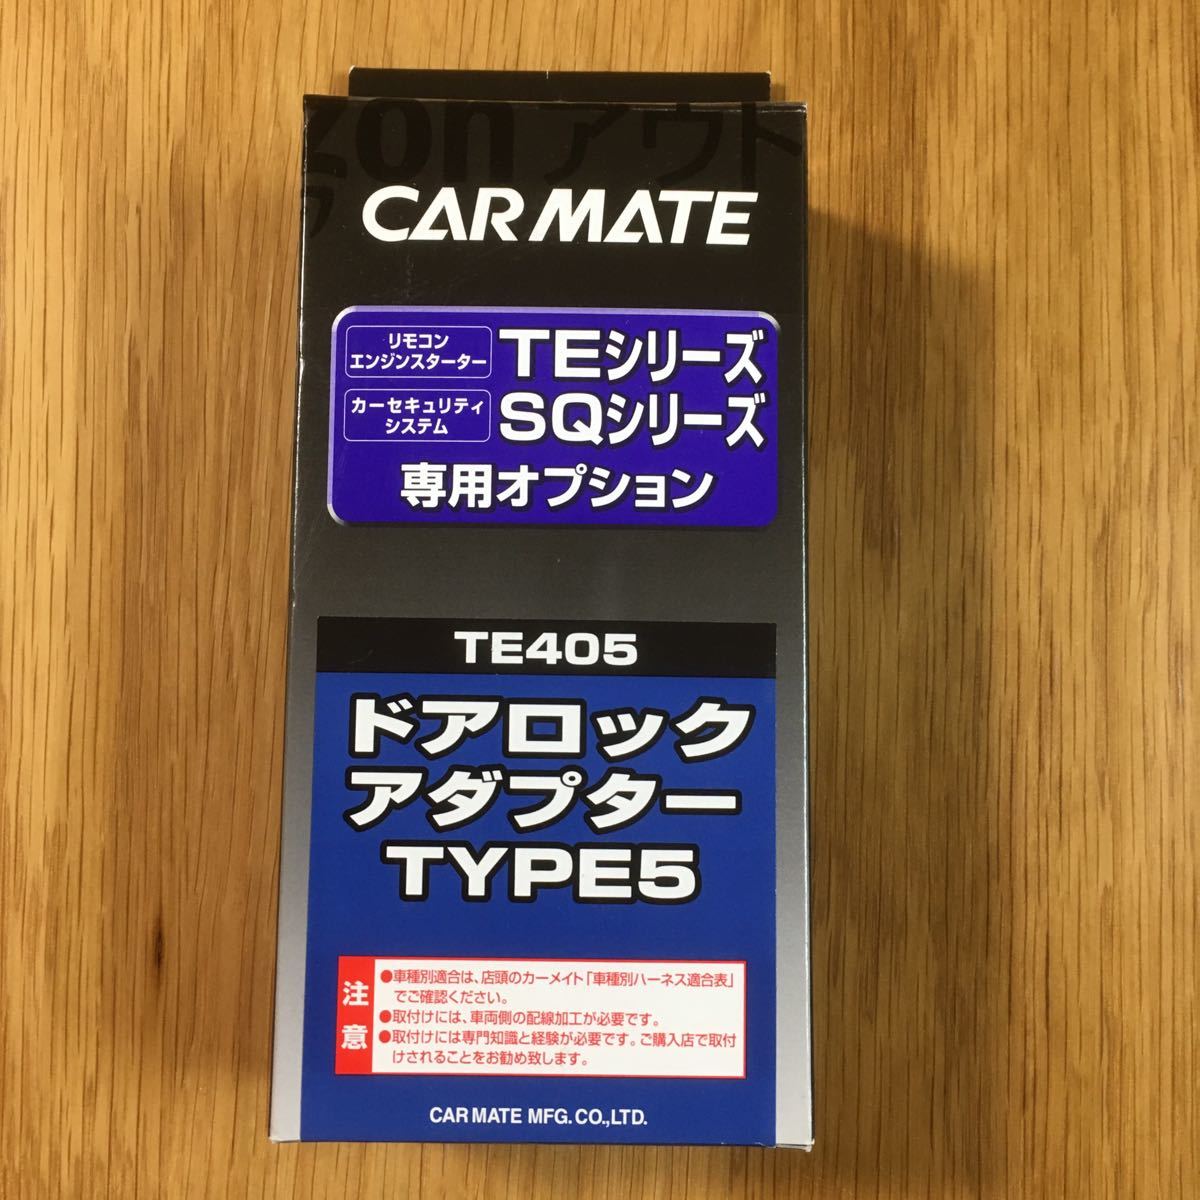 zonアウト
CAR MATE
リモコン
エンジンスターター
TEシリーズ
カーセキュリティ
システム
SQシリーズ
専用オプション
TE405
ドアロック
アダプター
TYPE5
注意
●車種別適合は、店頭のカーメイト「車種別ハーネス適合表」
でご確認ください。
●取付けには、車両側の配線加工が必要です。
●取付けには専門知識と経験が必要です。ご購入店で取付
けされることをお勧め致します。
CAR MATE MFG. CO.,LTD.